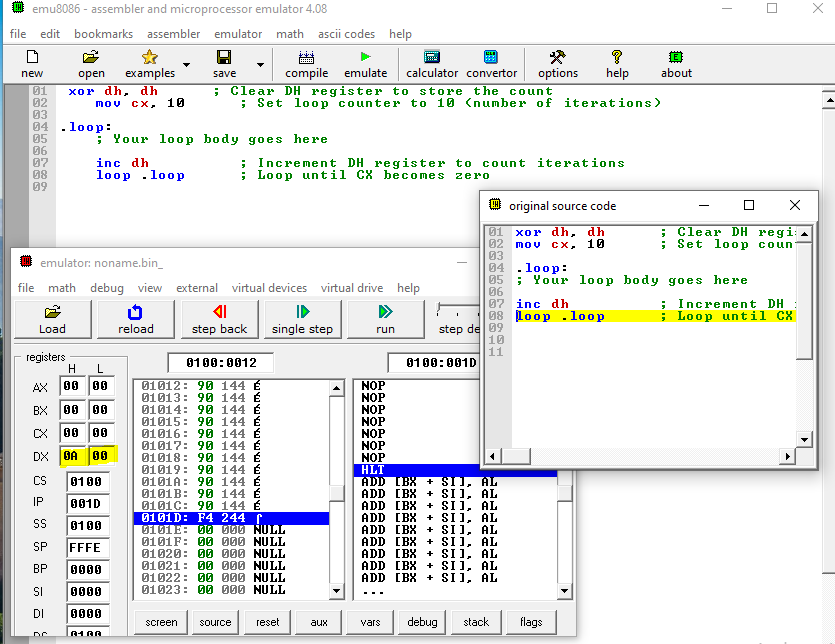 emu8086 - assembler and microprocessor emulator 4.08
file edit bookmarks assembler emulator math ascii codes help
new open examples save compile emulate calculator convertor options help about
01 xor dh, dh ; Clear DH register to store the count
02 mov cx, 10 ; Set loop counter to 10 (number of iterations)
03
04 .loop:
05 ; Your loop body goes here
06
07 inc dh ; Increment DH register to count iterations
08 loop .loop ; Loop until CX becomes zero
09
original source code
01 xor dh, dh ; Clear DH regi
02 mov cx, 10 ; Set loop coun
03
04 .loop:
05 ; Your loop body goes here
06
07 inc dh ; Increment DH
08 loop .loop ; Loop until CX
09
10
11
emulator: noname.bin_
file math debug view external virtual devices virtual drive help
Load reload step back single step run step de
registers
H L
AX 00 00
BX 00 00
CX 00 00
DX 0A 00
CS 0100
IP 001D
SS 0100
SP FFFE
BP 0000
SI 0000
DI 0000
DS 0100
0100:0012
01012: 90 144 É
01013: 90 144 É
01014: 90 144 É
01015: 90 144 É
01016: 90 144 É
01017: 90 144 É
01018: 90 144 É
01019: 90 144 É
0101A: 90 144 É
0101B: 90 144 É
0101C: 90 144 É
0101D: F4 244 ⌠
0101E: 00 000 NULL
0101F: 00 000 NULL
01020: 00 000 NULL
01021: 00 000 NULL
01022: 00 000 NULL
01023: 00 000 NULL
0100:001D
NOP
NOP
NOP
NOP
NOP
NOP
NOP
HLT
ADD [BX + SI], AL
ADD [BX + SI], AL
ADD [BX + SI], AL
ADD [BX + SI], AL
ADD [BX + SI], AL
ADD [BX + SI], AL
ADD [BX + SI], AL
ADD [BX + SI], AL
ADD [BX + SI], AL
...
screen source reset aux vars debug stack flags